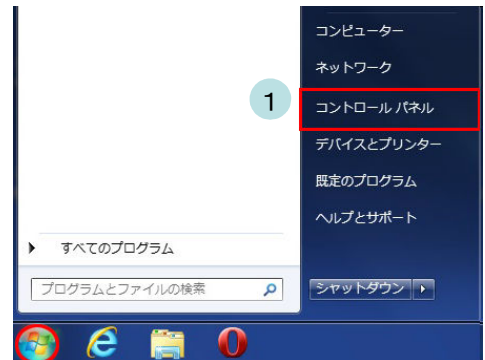 コンピューター
ネットワーク
1
コントロール パネル
デバイスとプリンター
既定のプログラム
ヘルプとサポート
すべてのプログラム
プログラムとファイルの検索
シャットダウン